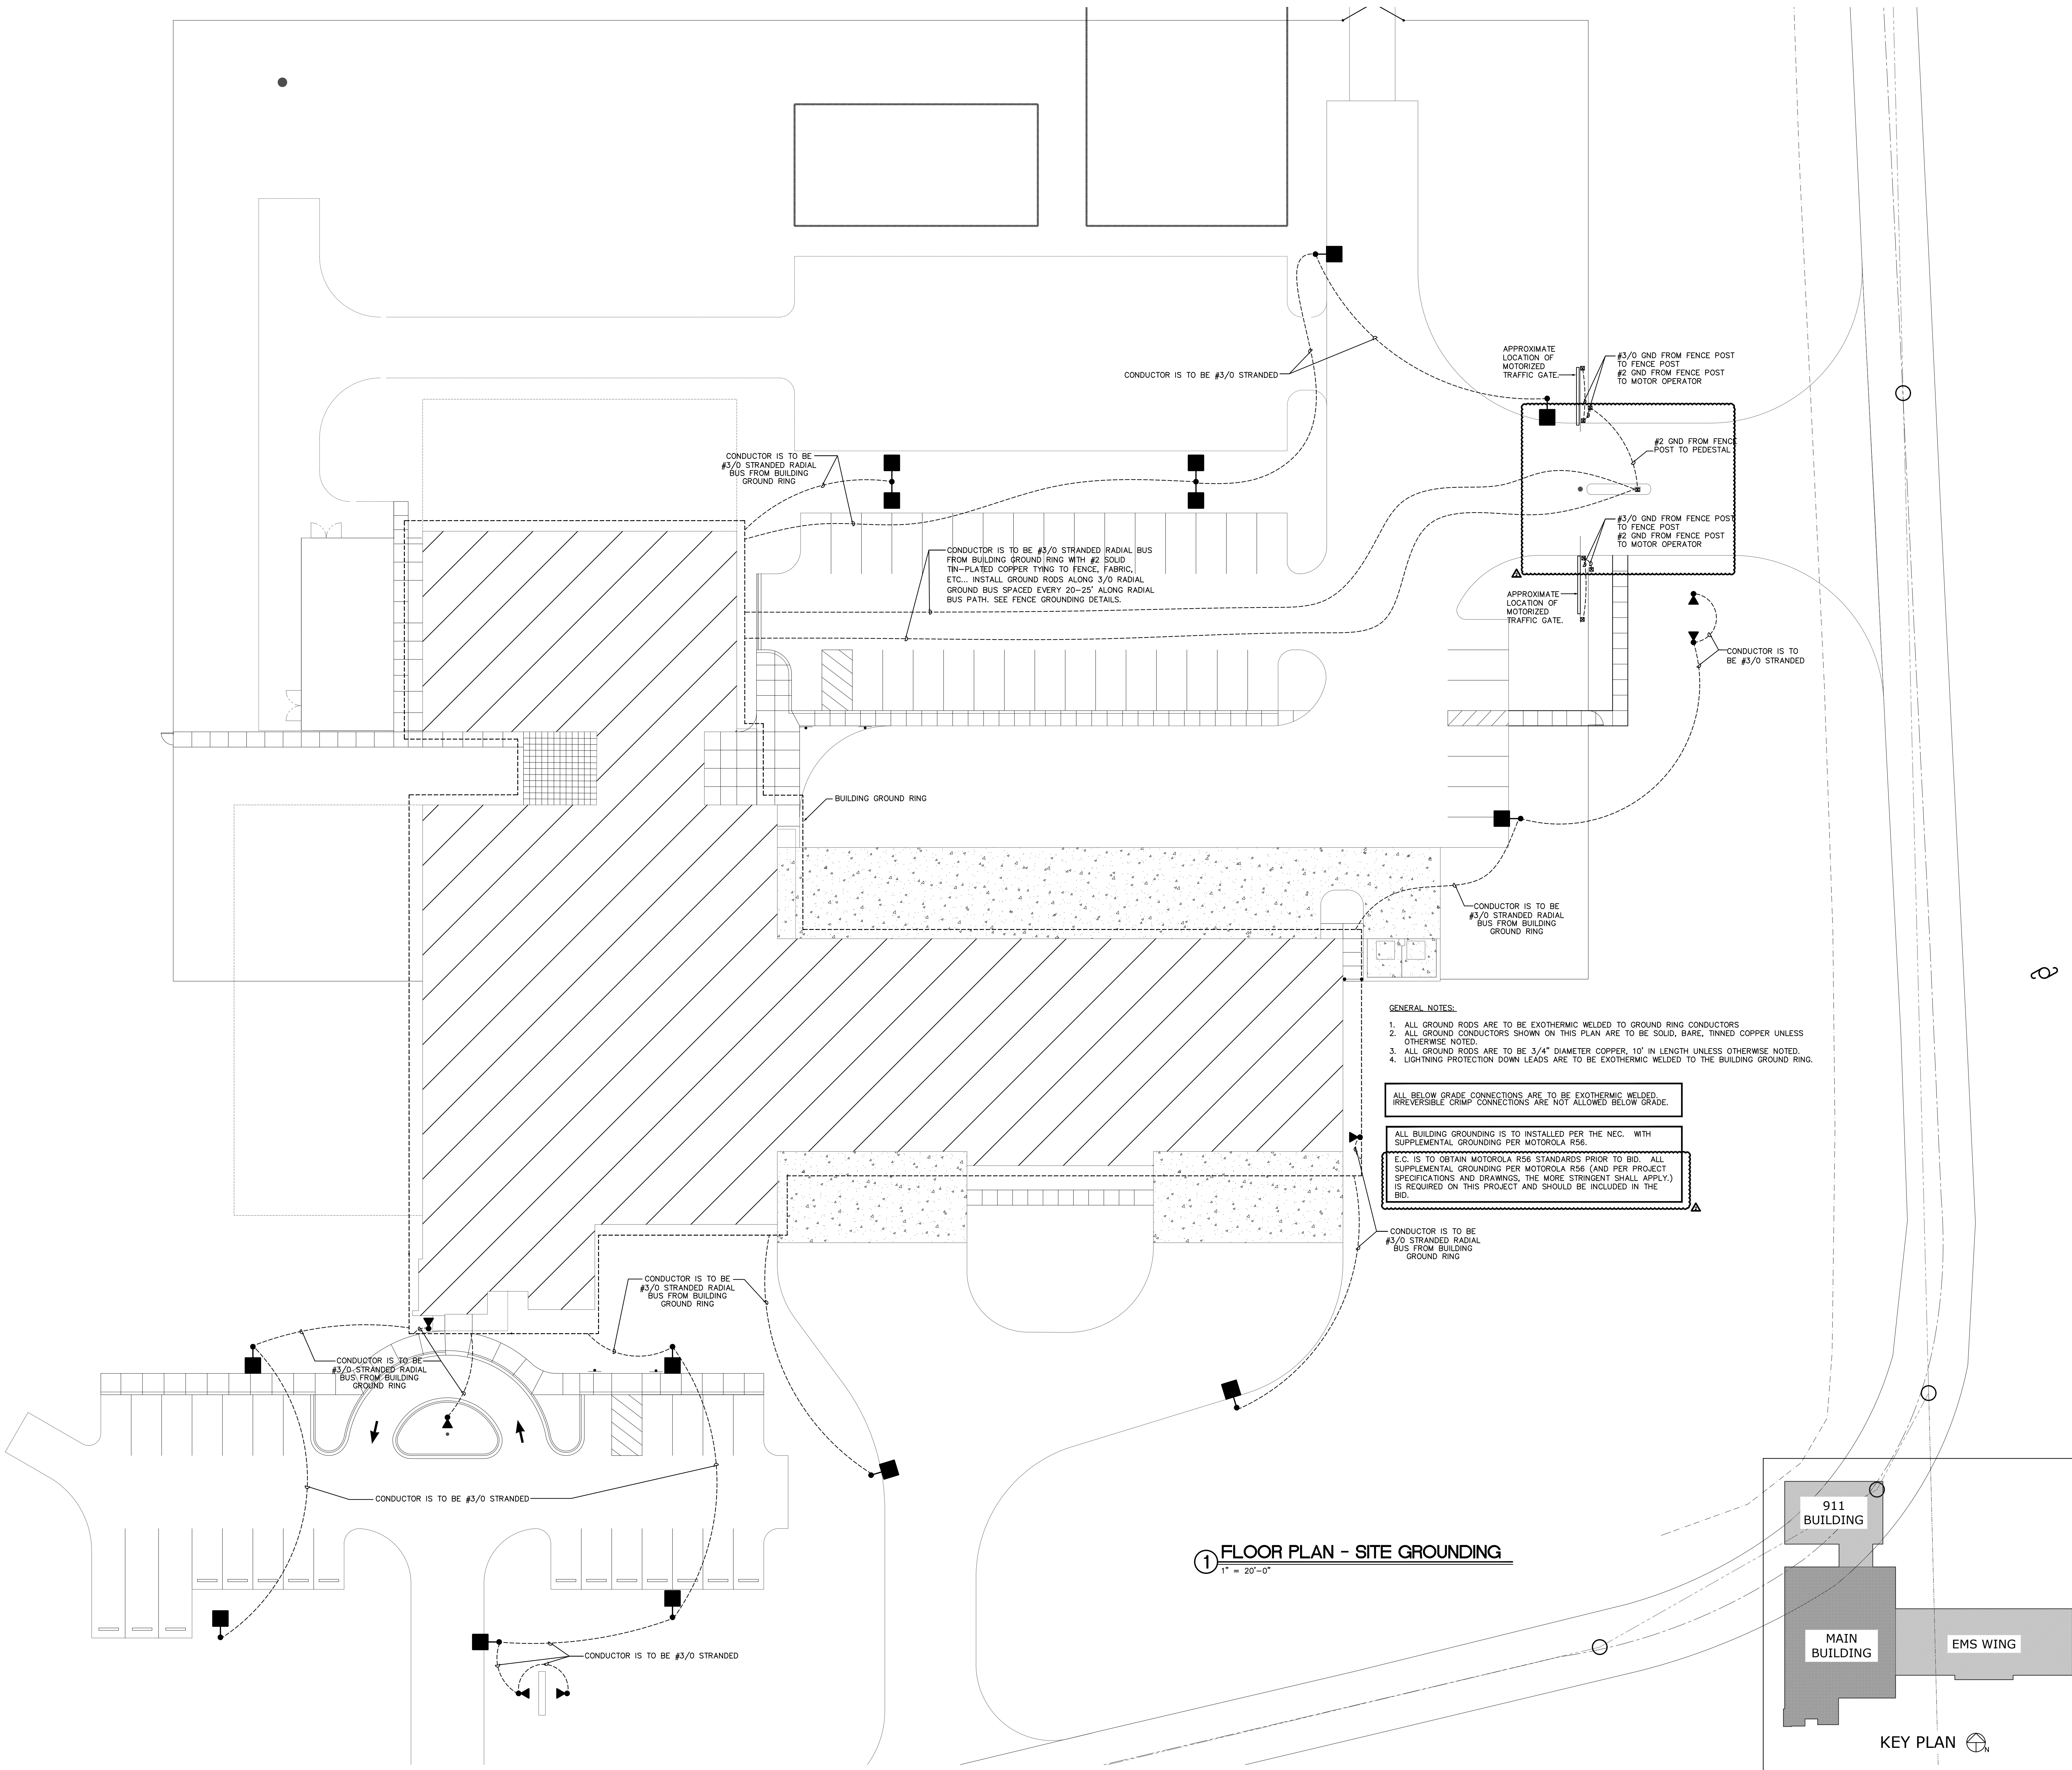 CONDUCTOR IS TO BE #3/0 STRANDED
APPROXIMATE
LOCATION OF
MOTORIZED
TRAFFIC GATE.
#3/0 GND FROM FENCE POST
TO FENCE POST
#2 GND FROM FENCE POST
TO MOTOR OPERATOR
#2 GND FROM FENCE
POST TO PEDESTAL
CONDUCTOR IS TO BE
#3/0 STRANDED RADIAL
BUS FROM BUILDING
GROUND RING
#3/0 GND FROM FENCE POST
TO FENCE POST
#2 GND FROM FENCE POST
TO MOTOR OPERATOR
CONDUCTOR IS TO BE #3/0 STRANDED RADIAL BUS
FROM BUILDING GROUND RING WITH #2 SOLID
TIN-PLATED COPPER TYING TO FENCE, FABRIC,
ETC... INSTALL GROUND RODS ALONG 3/0 RADIAL
GROUND BUS SPACED EVERY 20-25' ALONG RADIAL
BUS PATH. SEE FENCE GROUNDING DETAILS.
APPROXIMATE
LOCATION OF
MOTORIZED
TRAFFIC GATE.
CONDUCTOR IS TO
BE #3/0 STRANDED
BUILDING GROUND RING
CONDUCTOR IS TO BE
#3/0 STRANDED RADIAL
BUS FROM BUILDING
GROUND RING
GENERAL NOTES:
1. ALL GROUND RODS ARE TO BE EXOTHERMIC WELDED TO GROUND RING CONDUCTORS
2. ALL GROUND CONDUCTORS SHOWN ON THIS PLAN ARE TO BE SOLID, BARE, TINNED COPPER UNLESS
OTHERWISE NOTED.
3. ALL GROUND RODS ARE TO BE 3/4" DIAMETER COPPER, 10' IN LENGTH UNLESS OTHERWISE NOTED.
4. LIGHTNING PROTECTION DOWN LEADS ARE TO BE EXOTHERMIC WELDED TO THE BUILDING GROUND RING.
ALL BELOW GRADE CONNECTIONS ARE TO BE EXOTHERMIC WELDED.
IRREVERSIBLE CRIMP CONNECTIONS ARE NOT ALLOWED BELOW GRADE.
ALL BUILDING GROUNDING IS TO INSTALLED PER THE NEC. WITH
SUPPLEMENTAL GROUNDING PER MOTOROLA R56.
E.C. IS TO OBTAIN MOTOROLA R56 STANDARDS PRIOR TO BID. ALL
SUPPLEMENTAL GROUNDING PER MOTOROLA R56 (AND PER PROJECT
SPECIFICATIONS AND DRAWINGS, THE MORE STRINGENT SHALL APPLY.)
IS REQUIRED ON THIS PROJECT AND SHOULD BE INCLUDED IN THE
BID.
CONDUCTOR IS TO BE
#3/0 STRANDED RADIAL
BUS FROM BUILDING
GROUND RING
CONDUCTOR IS TO BE
#3/0 STRANDED RADIAL
BUS FROM BUILDING
GROUND RING
CONDUCTOR IS TO BE
#3/0 STRANDED RADIAL
BUS FROM BUILDING
GROUND RING
CONDUCTOR IS TO BE #3/0 STRANDED
CONDUCTOR IS TO BE #3/0 STRANDED
1 FLOOR PLAN - SITE GROUNDING
1" = 20'-0"
911
BUILDING
MAIN
BUILDING
EMS WING
KEY PLAN
N